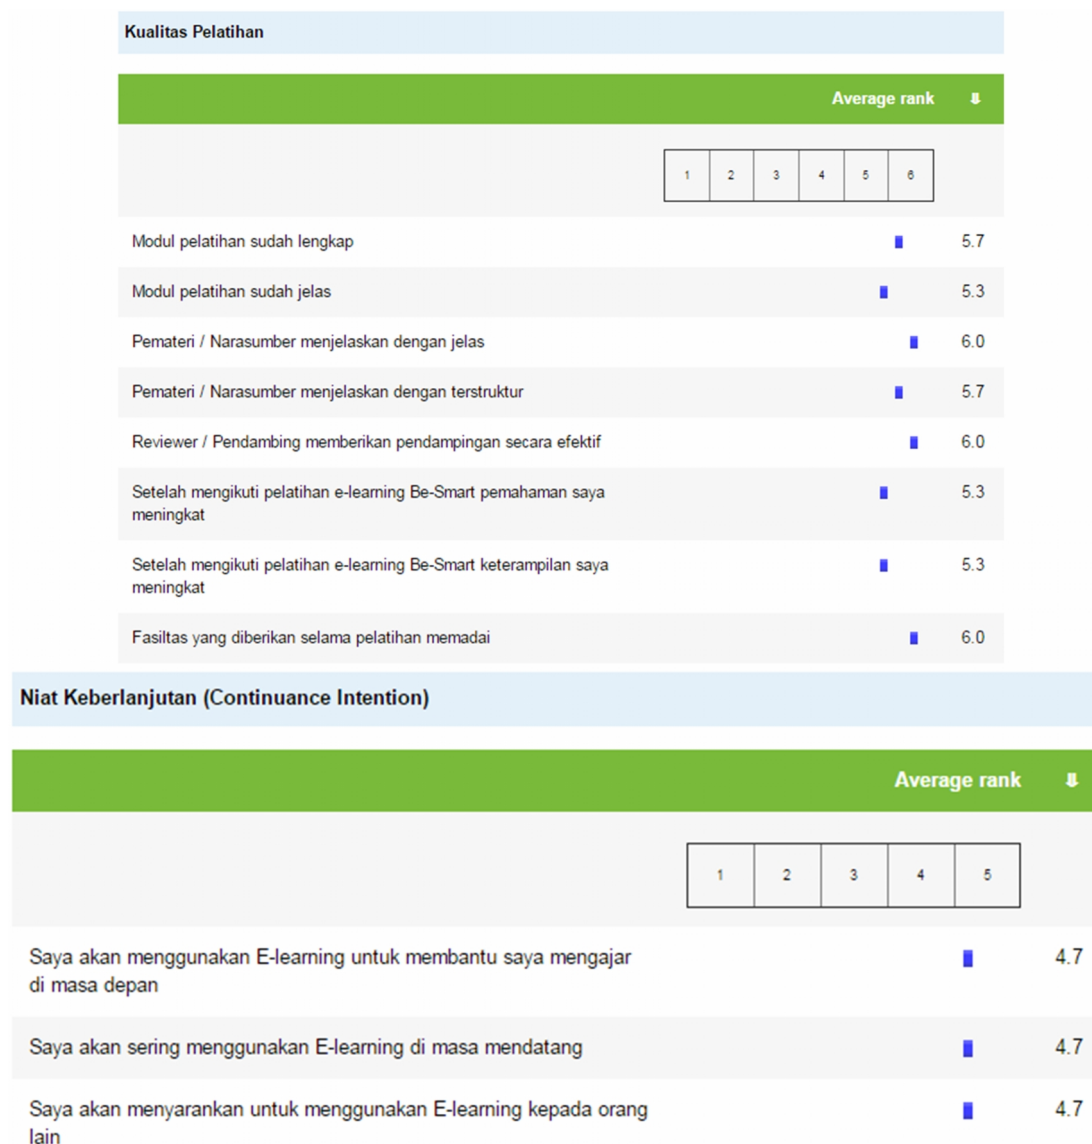 Kualitas Pelatihan
Average rank ⇓
1 2 3 4 5 6
Modul pelatihan sudah lengkap 5.7
Modul pelatihan sudah jelas 5.3
Pemateri / Narasumber menjelaskan dengan jelas 6.0
Pemateri / Narasumber menjelaskan dengan terstruktur 5.7
Reviewer / Pendambing memberikan pendampingan secara efektif 6.0
Setelah mengikuti pelatihan e-learning Be-Smart pemahaman saya 5.3
meningkat
Setelah mengikuti pelatihan e-learning Be-Smart keterampilan saya 5.3
meningkat
Fasiltas yang diberikan selama pelatihan memadai 6.0
Niat Keberlanjutan (Continuance Intention)
Average rank ⇓
1 2 3 4 5
Saya akan menggunakan E-learning untuk membantu saya mengajar 4.7
di masa depan
Saya akan sering menggunakan E-learning di masa mendatang 4.7
Saya akan menyarankan untuk menggunakan E-learning kepada orang 4.7
lain